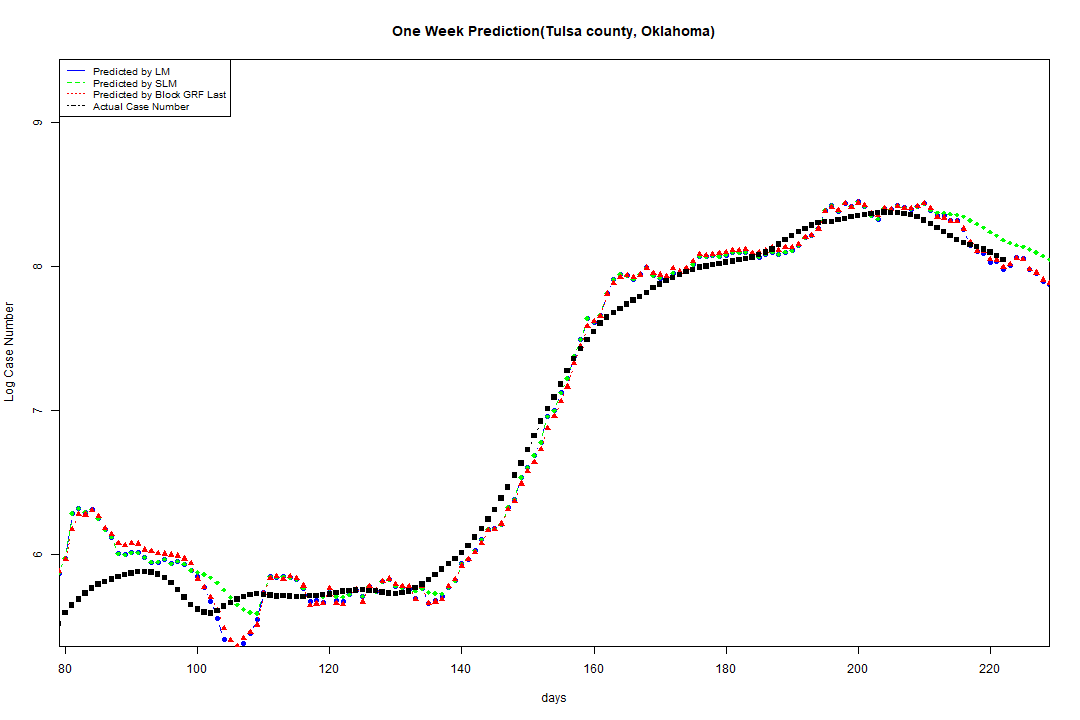 One Week Prediction(Tulsa county, Oklahoma)
Predicted by LM
Predicted by SLM
Predicted by Block GRF Last
Actual Case Number
9
8
7
6
Log Case Number
80 100 120 140 160 180 200 220
days